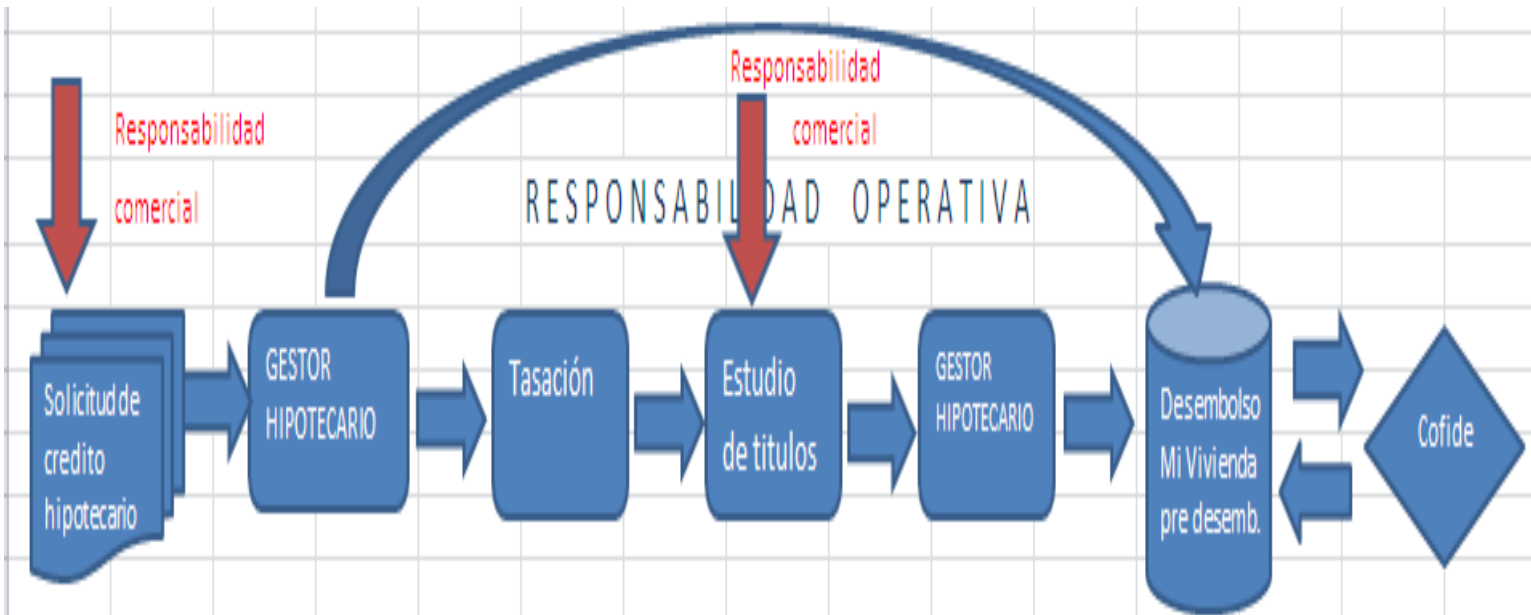 Responsabilidad
comercial
Responsabilidad
comercial
RESPONSABILIDAD OPERATIVA
Solicitud de
credito
hipotecario
GESTOR
HIPOTECARIO
Tasación
Estudio
de titulos
GESTOR
HIPOTECARIO
Desembolso
Mi Vivienda
pre desemb.
Cofide